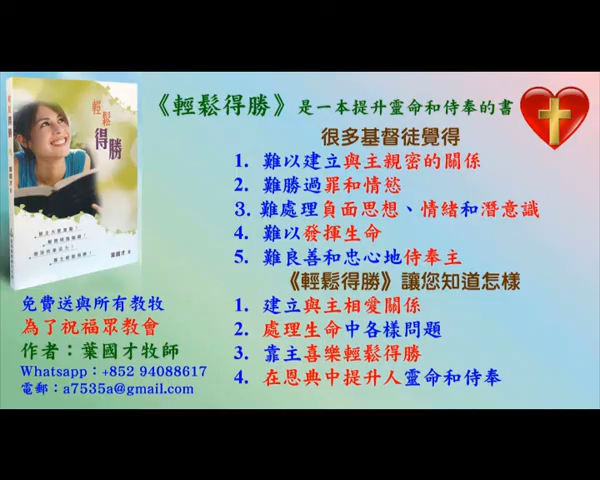 《輕鬆得勝》是一本提升靈命和侍奉的書
很多基督徒覺得
1. 難以建立與主親密的關係
2. 難勝過罪和情慾
3. 難處理負面思想、情緒和潛意識
4. 難以發揮生命
5. 難良善和忠心地侍奉主
《輕鬆得勝》讓您知道怎樣
1. 建立與主相愛關係
2. 處理生命中各樣問題
3. 靠主喜樂輕鬆得勝
4. 在恩典中提升人靈命和侍奉
輕鬆
得勝
葉國才 著
輕鬆得勝
免費送與所有教牧
為了祝福眾教會
作者：葉國才牧師
Whatsapp：+852 94088617
電郵：a7535a@gmail.com